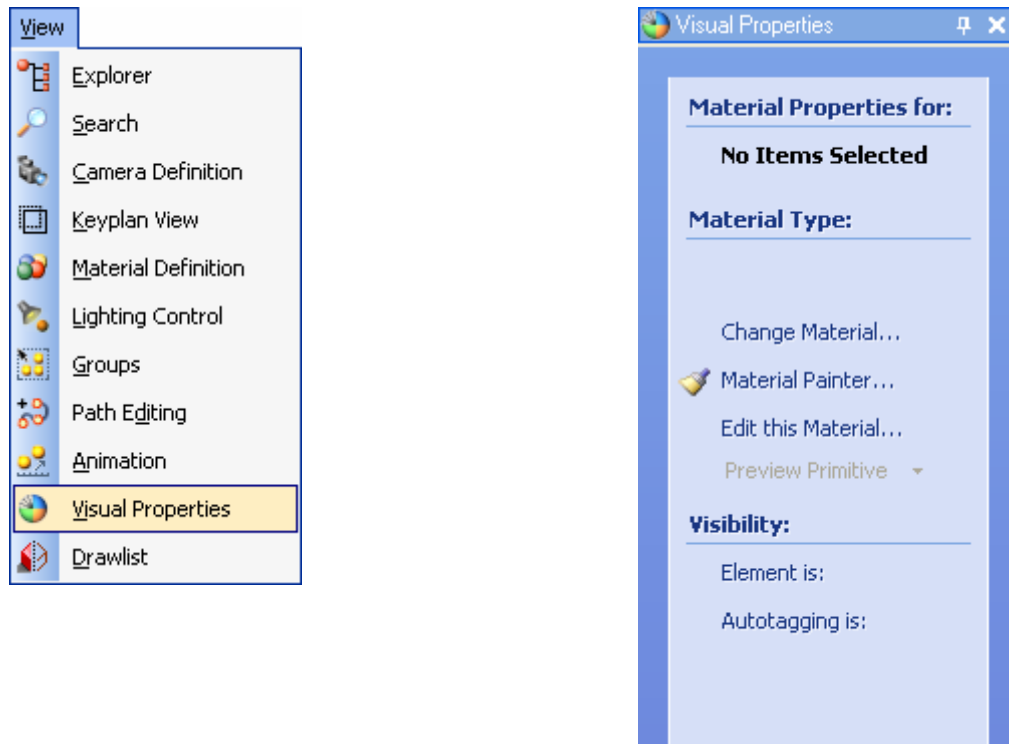 View
Explorer
Search
Camera Definition
Keyplan View
Material Definition
Lighting Control
Groups
Path Editing
Animation
Visual Properties
Drawlist
Visual Properties
Material Properties for:
No Items Selected
Material Type:
Change Material...
Material Painter...
Edit this Material...
Preview Primitive
Visibility:
Element is:
Autotagging is: